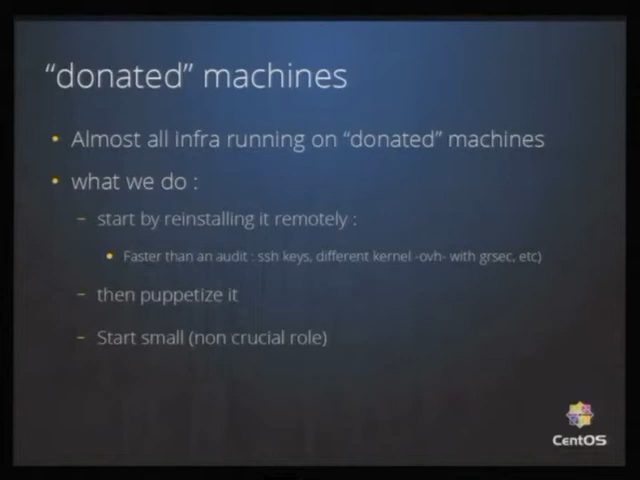 “donated” machines
• Almost all infra running on “donated” machines
• what we do :
– start by reinstalling it remotely :
• Faster than an audit : ssh keys, different kernel -ovh- with grsec, etc)
– then puppetize it
– Start small (non crucial role)
CentOS